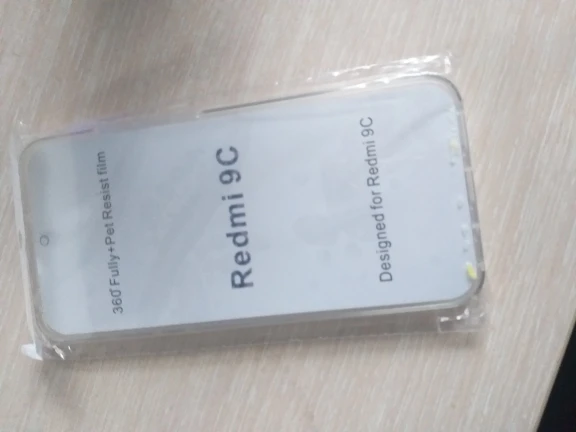 360°Fully+Pet Resist film
Redmi 9C
Designed for Redmi 9C